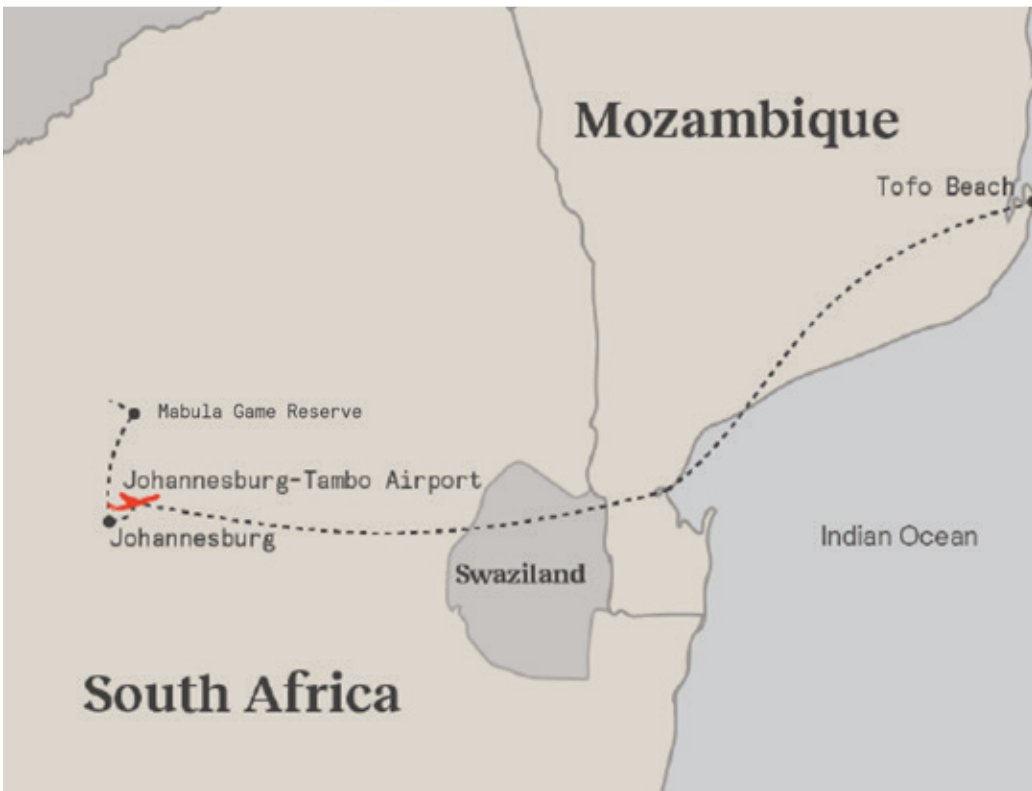 Mozambique
Tofo Beach
Mabula Game Reserve
Johannesburg-Tambo Airport
Johannesburg
Indian Ocean
Swaziland
South Africa